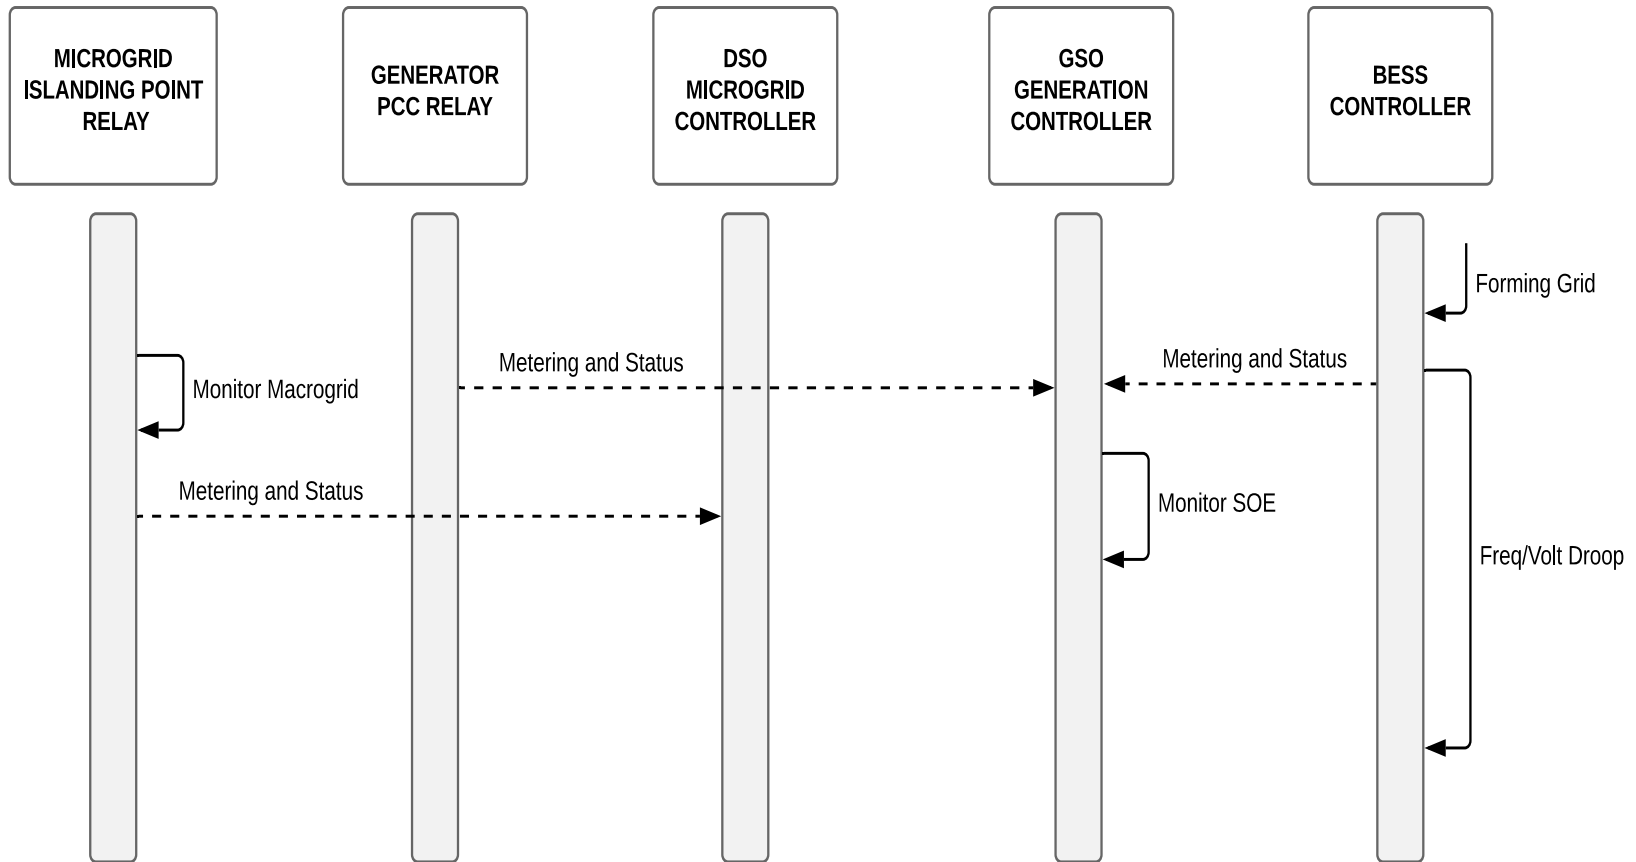 MICROGRID
ISLANDING POINT
RELAY
GENERATOR
PCC RELAY
DSO
MICROGRID
CONTROLLER
GSO
GENERATION
CONTROLLER
BESS
CONTROLLER
Forming Grid
Metering and Status
Metering and Status
Monitor Macrogrid
Metering and Status
Monitor SOE
Freq/Volt Droop